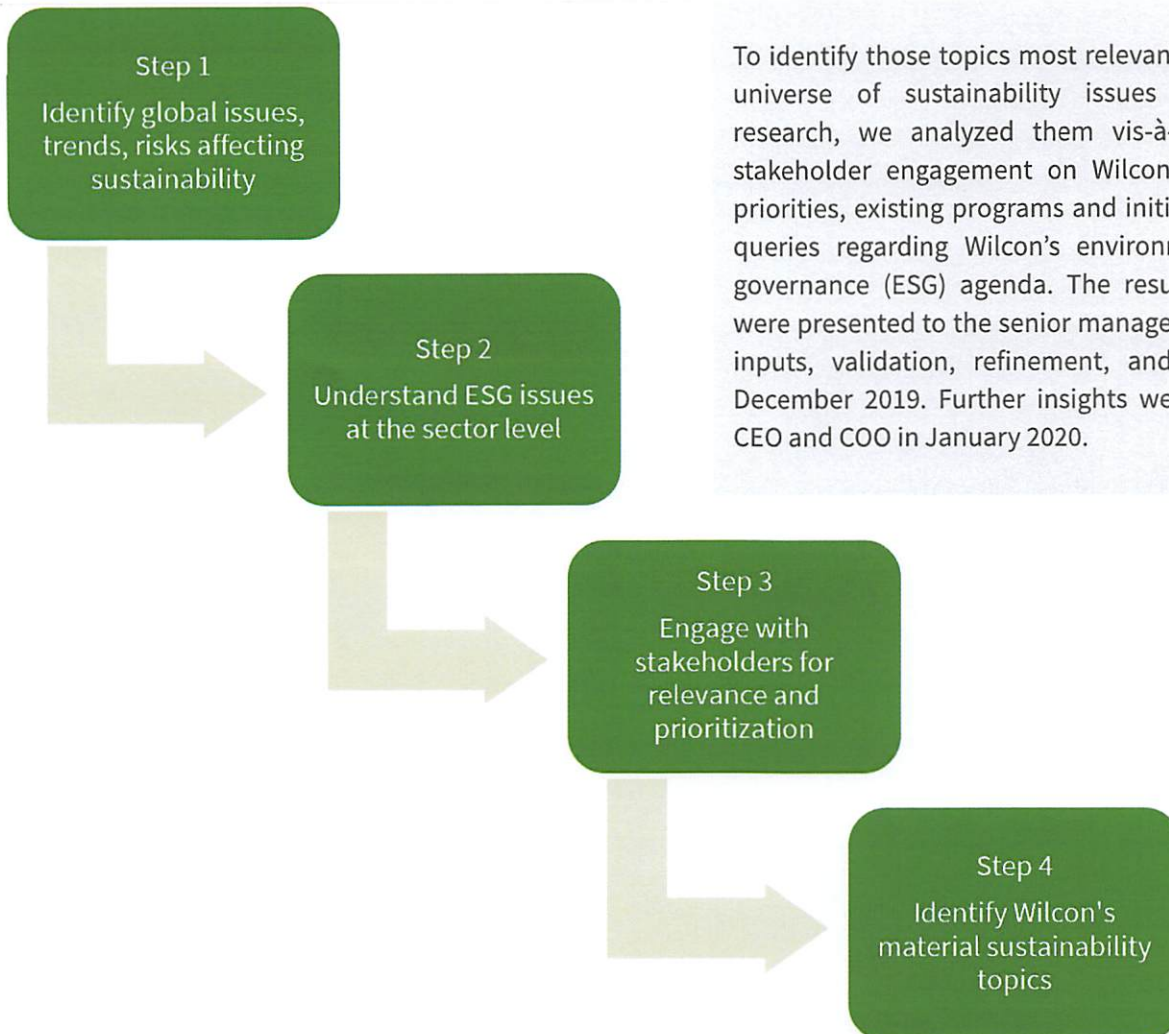 Step 1
Identify global issues,
trends, risks affecting
sustainability
To identify those topics most relevan
universe of sustainability issues
research, we analyzed them vis-à-
stakeholder engagement on Wilcon
priorities, existing programs and initi
queries regarding Wilcon's environ
governance (ESG) agenda. The resu
were presented to the senior manage
inputs, validation, refinement, and
December 2019. Further insights we
CEO and COO in January 2020.
Step 2
Understand ESG issues
at the sector level
Step 3
Engage with
stakeholders for
relevance and
prioritization
Step 4
Identify Wilcon's
material sustainability
topics